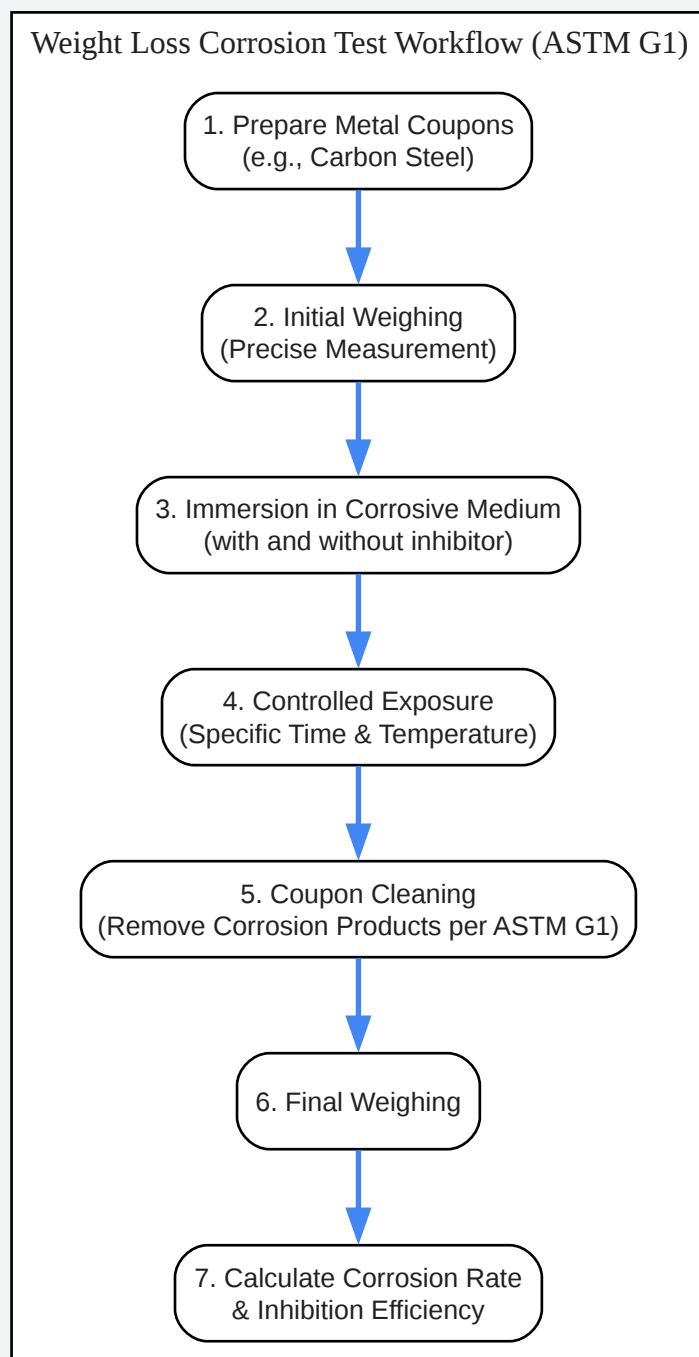 Weight Loss Corrosion Test Workflow (ASTM G1)
1. Prepare Metal Coupons
(e.g., Carbon Steel)
2. Initial Weighing
(Precise Measurement)
3. Immersion in Corrosive Medium
(with and without inhibitor)
4. Controlled Exposure
(Specific Time & Temperature)
5. Coupon Cleaning
(Remove Corrosion Products per ASTM G1)
6. Final Weighing
7. Calculate Corrosion Rate
& Inhibition Efficiency